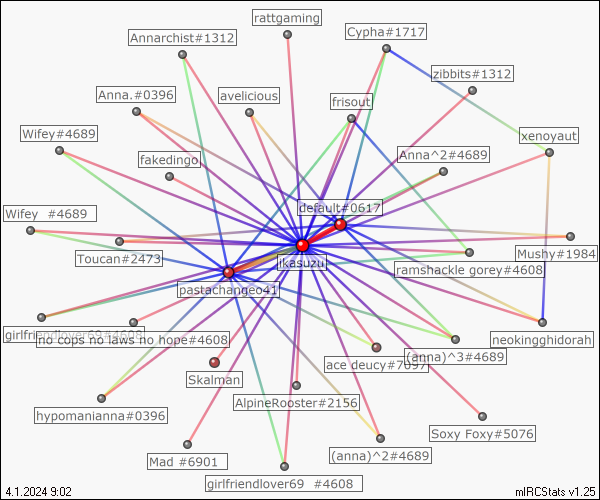 rattgaming
Annarchist#1312
Cypha#1717
zibbits#1312
Anna.#0396
avelicious
frisout
Wifey#4689
xenoyaut
fakedingo
Anna^2#4689
default#0617
Wifey #4689
Toucan#2473
ikasuzu
Mushy#1984
ramshackle gorey#4608
pastachangeo41
girlfriendlover69#4608
no cops no laws no hope#4608
neokingghidorah
(anna)^3#4689
ace deucy#7097
Skalman
hypomanianna#0396
AlpineRooster#2156
Soxy Foxy#5076
Mad #6901
(anna)^2#4689
girlfriendlover69 #4608
4.1.2024 9:02
mIRCStats v1.25